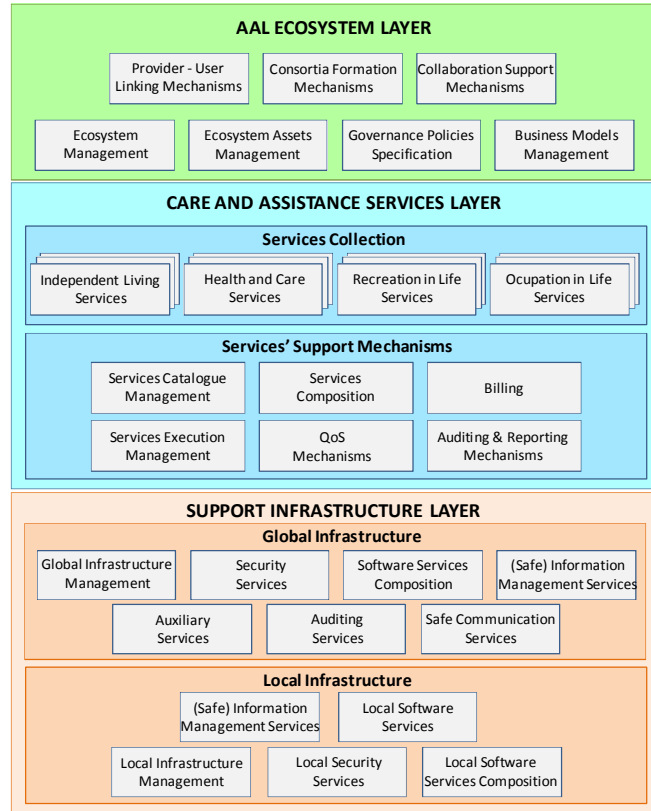 AAL ECOSYSTEM LAYER
Provider - User
Linking Mechanisms
Consortia Formation
Mechanisms
Collaboration Support
Mechanisms
Ecosystem
Management
Ecosystem Assets
Management
Governance Policies
Specification
Business Models
Management
CARE AND ASSISTANCE SERVICES LAYER
Services Collection
Independent Living
Services
Health and Care
Services
Recreation in Life
Services
Ocupation in Life
Services
Services' Support Mechanisms
Services Catalogue
Management
Services
Composition
Billing
Services Execution
Management
QoS
Mechanisms
Auditing & Reporting
Mechanisms
SUPPORT INFRASTRUCTURE LAYER
Global Infrastructure
Global Infrastructure
Management
Security
Services
Software Services
Composition
(Safe) Information
Management Services
Auxiliary
Services
Auditing
Services
Safe Communication
Services
Local Infrastructure
(Safe) Information
Management Services
Local Software
Services
Local Infrastructure
Management
Local Security
Services
Local Software
Services Composition